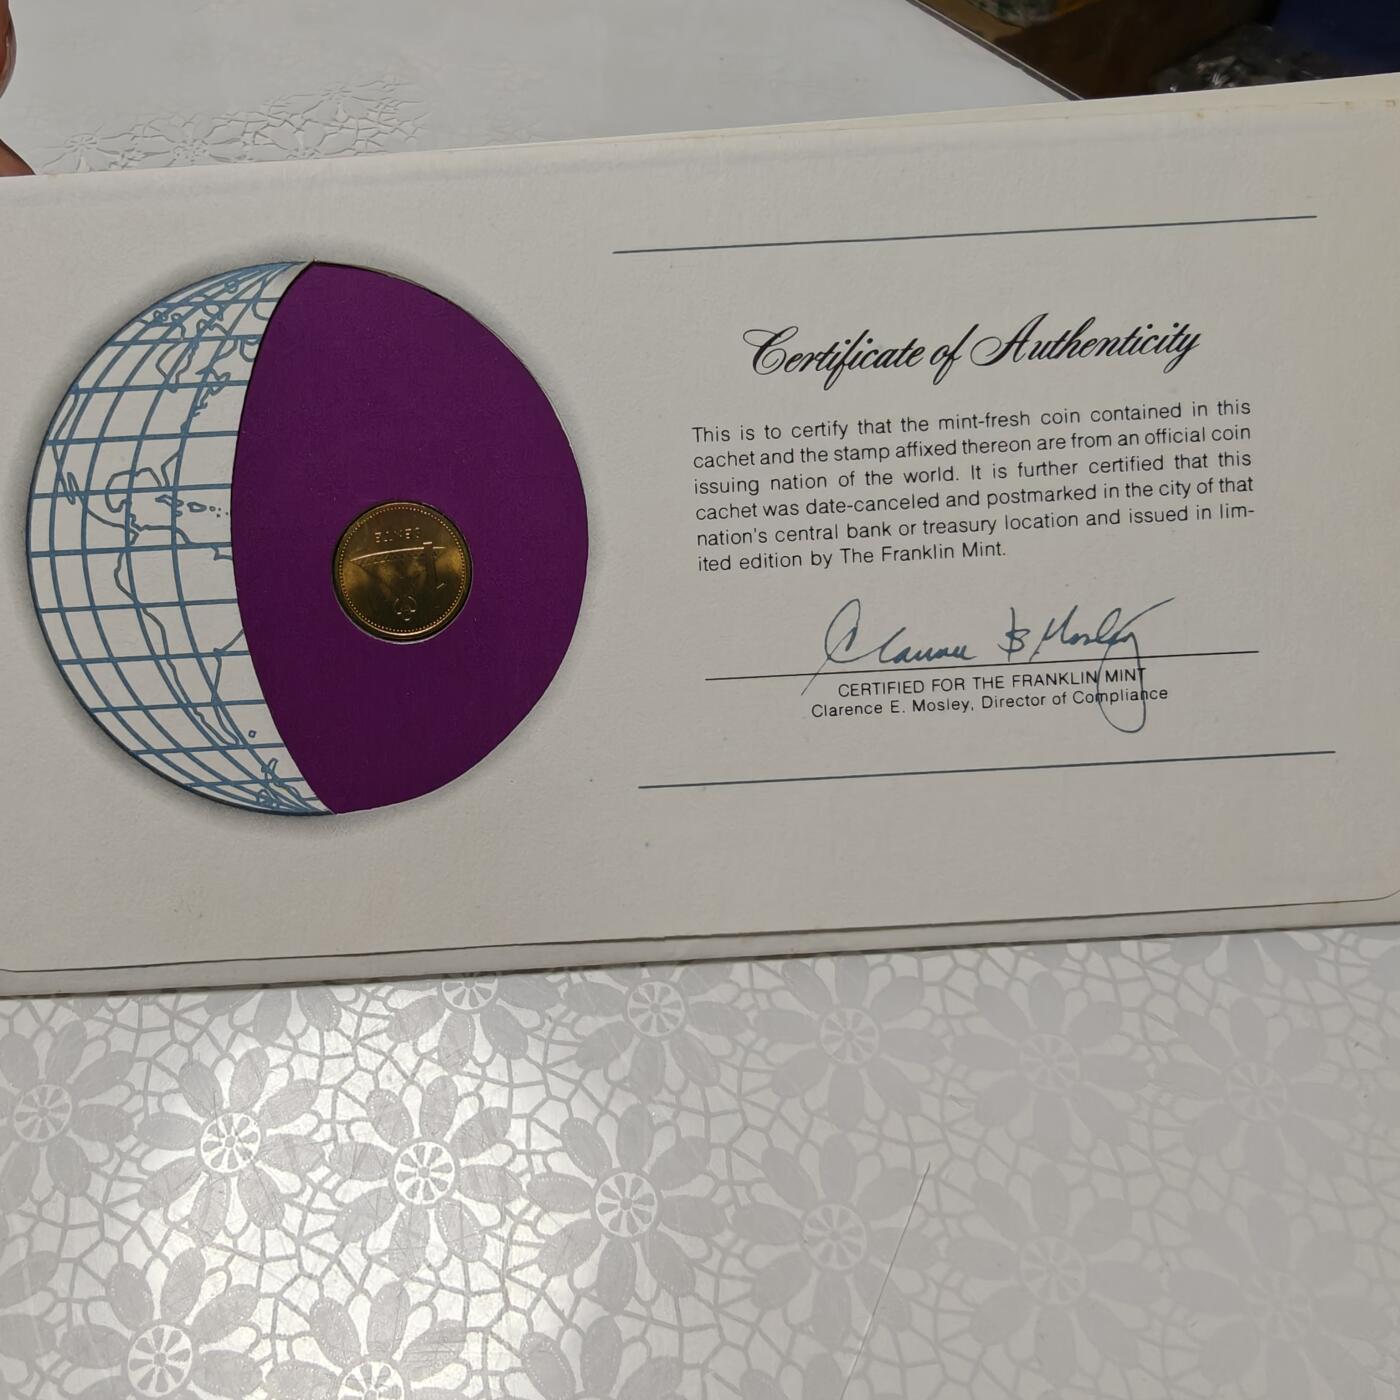 Certificate of Authenticity
This is to certify that the mint-fresh coin contained in this
cachet and the stamp affixed thereon are from an official coin
issuing nation of the world. It is further certified that this
cachet was date-canceled and postmarked in the city of that
nation's central bank or treasury location and issued in lim-
ited edition by The Franklin Mint.
CERTIFIED FOR THE FRANKLIN MINT
Clarence E. Mosley, Director of Compliance